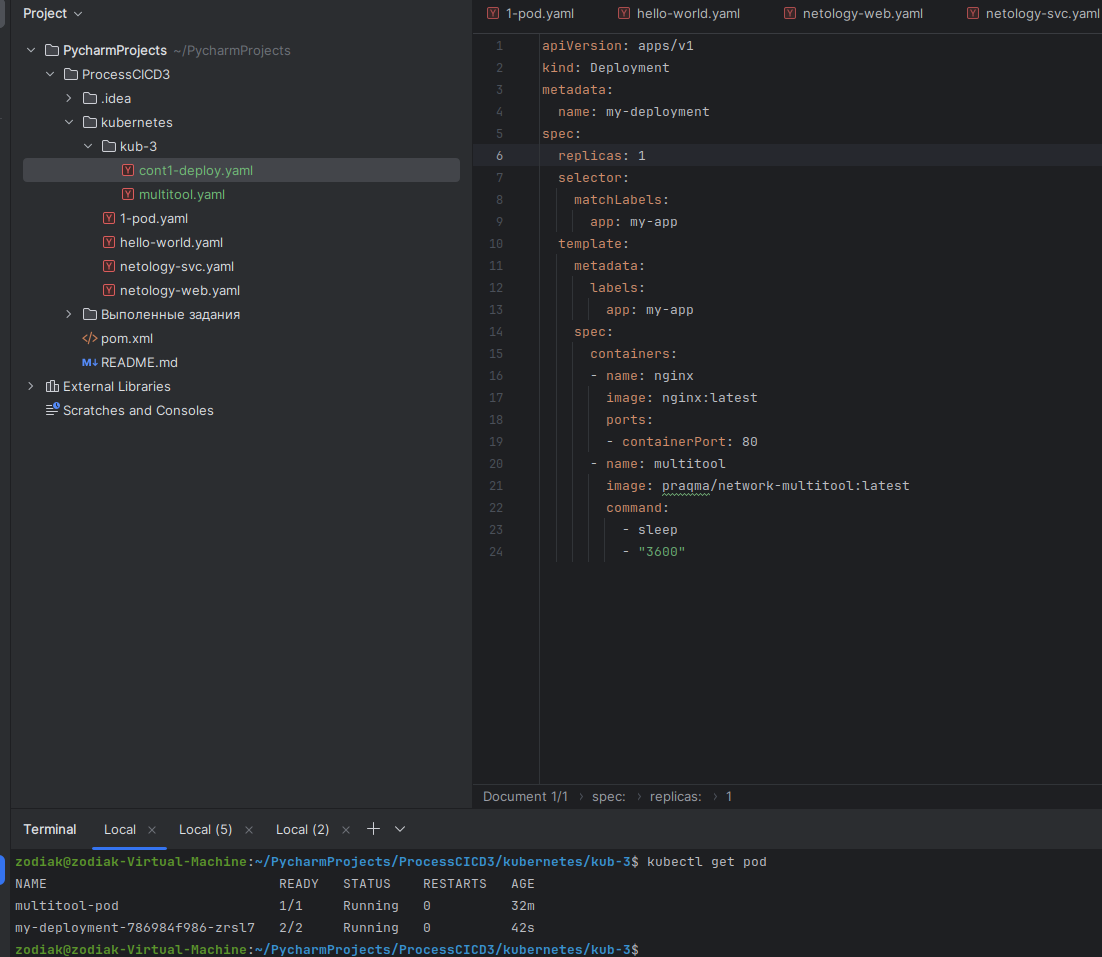 Project
PycharmProjects ~/PycharmProjects
ProcessCICD3
.idea
kubernetes
kub-3
cont1-deploy.yaml
multitool.yaml
1-pod.yaml
hello-world.yaml
netology-svc.yaml
netology-web.yaml
Выполенные задания
pom.xml
README.md
External Libraries
Scratches and Consoles
1-pod.yaml hello-world.yaml netology-web.yaml netology-svc.yaml
1 apiVersion: apps/v1
2 kind: Deployment
3 metadata:
4 name: my-deployment
5 spec:
6 replicas: 1
7 selector:
8 matchLabels:
9 app: my-app
10 template:
11 metadata:
12 labels:
13 app: my-app
14 spec:
15 containers:
16 - name: nginx
17 image: nginx:latest
18 ports:
19 - containerPort: 80
20 - name: multitool
21 image: praqma/network-multitool:latest
22 command:
23 - sleep
24 - "3600"
Document 1/1 › spec: › replicas: › 1
Terminal Local × Local (5) × Local (2) ×
zodiak@zodiak-Virtual-Machine:~/PycharmProjects/ProcessCICD3/kubernetes/kub-3$ kubectl get pod
NAME READY STATUS RESTARTS AGE
multitool-pod 1/1 Running 0 32m
my-deployment-786984f986-zrsl7 2/2 Running 0 42s
zodiak@zodiak-Virtual-Machine:~/PycharmProjects/ProcessCICD3/kubernetes/kub-3$